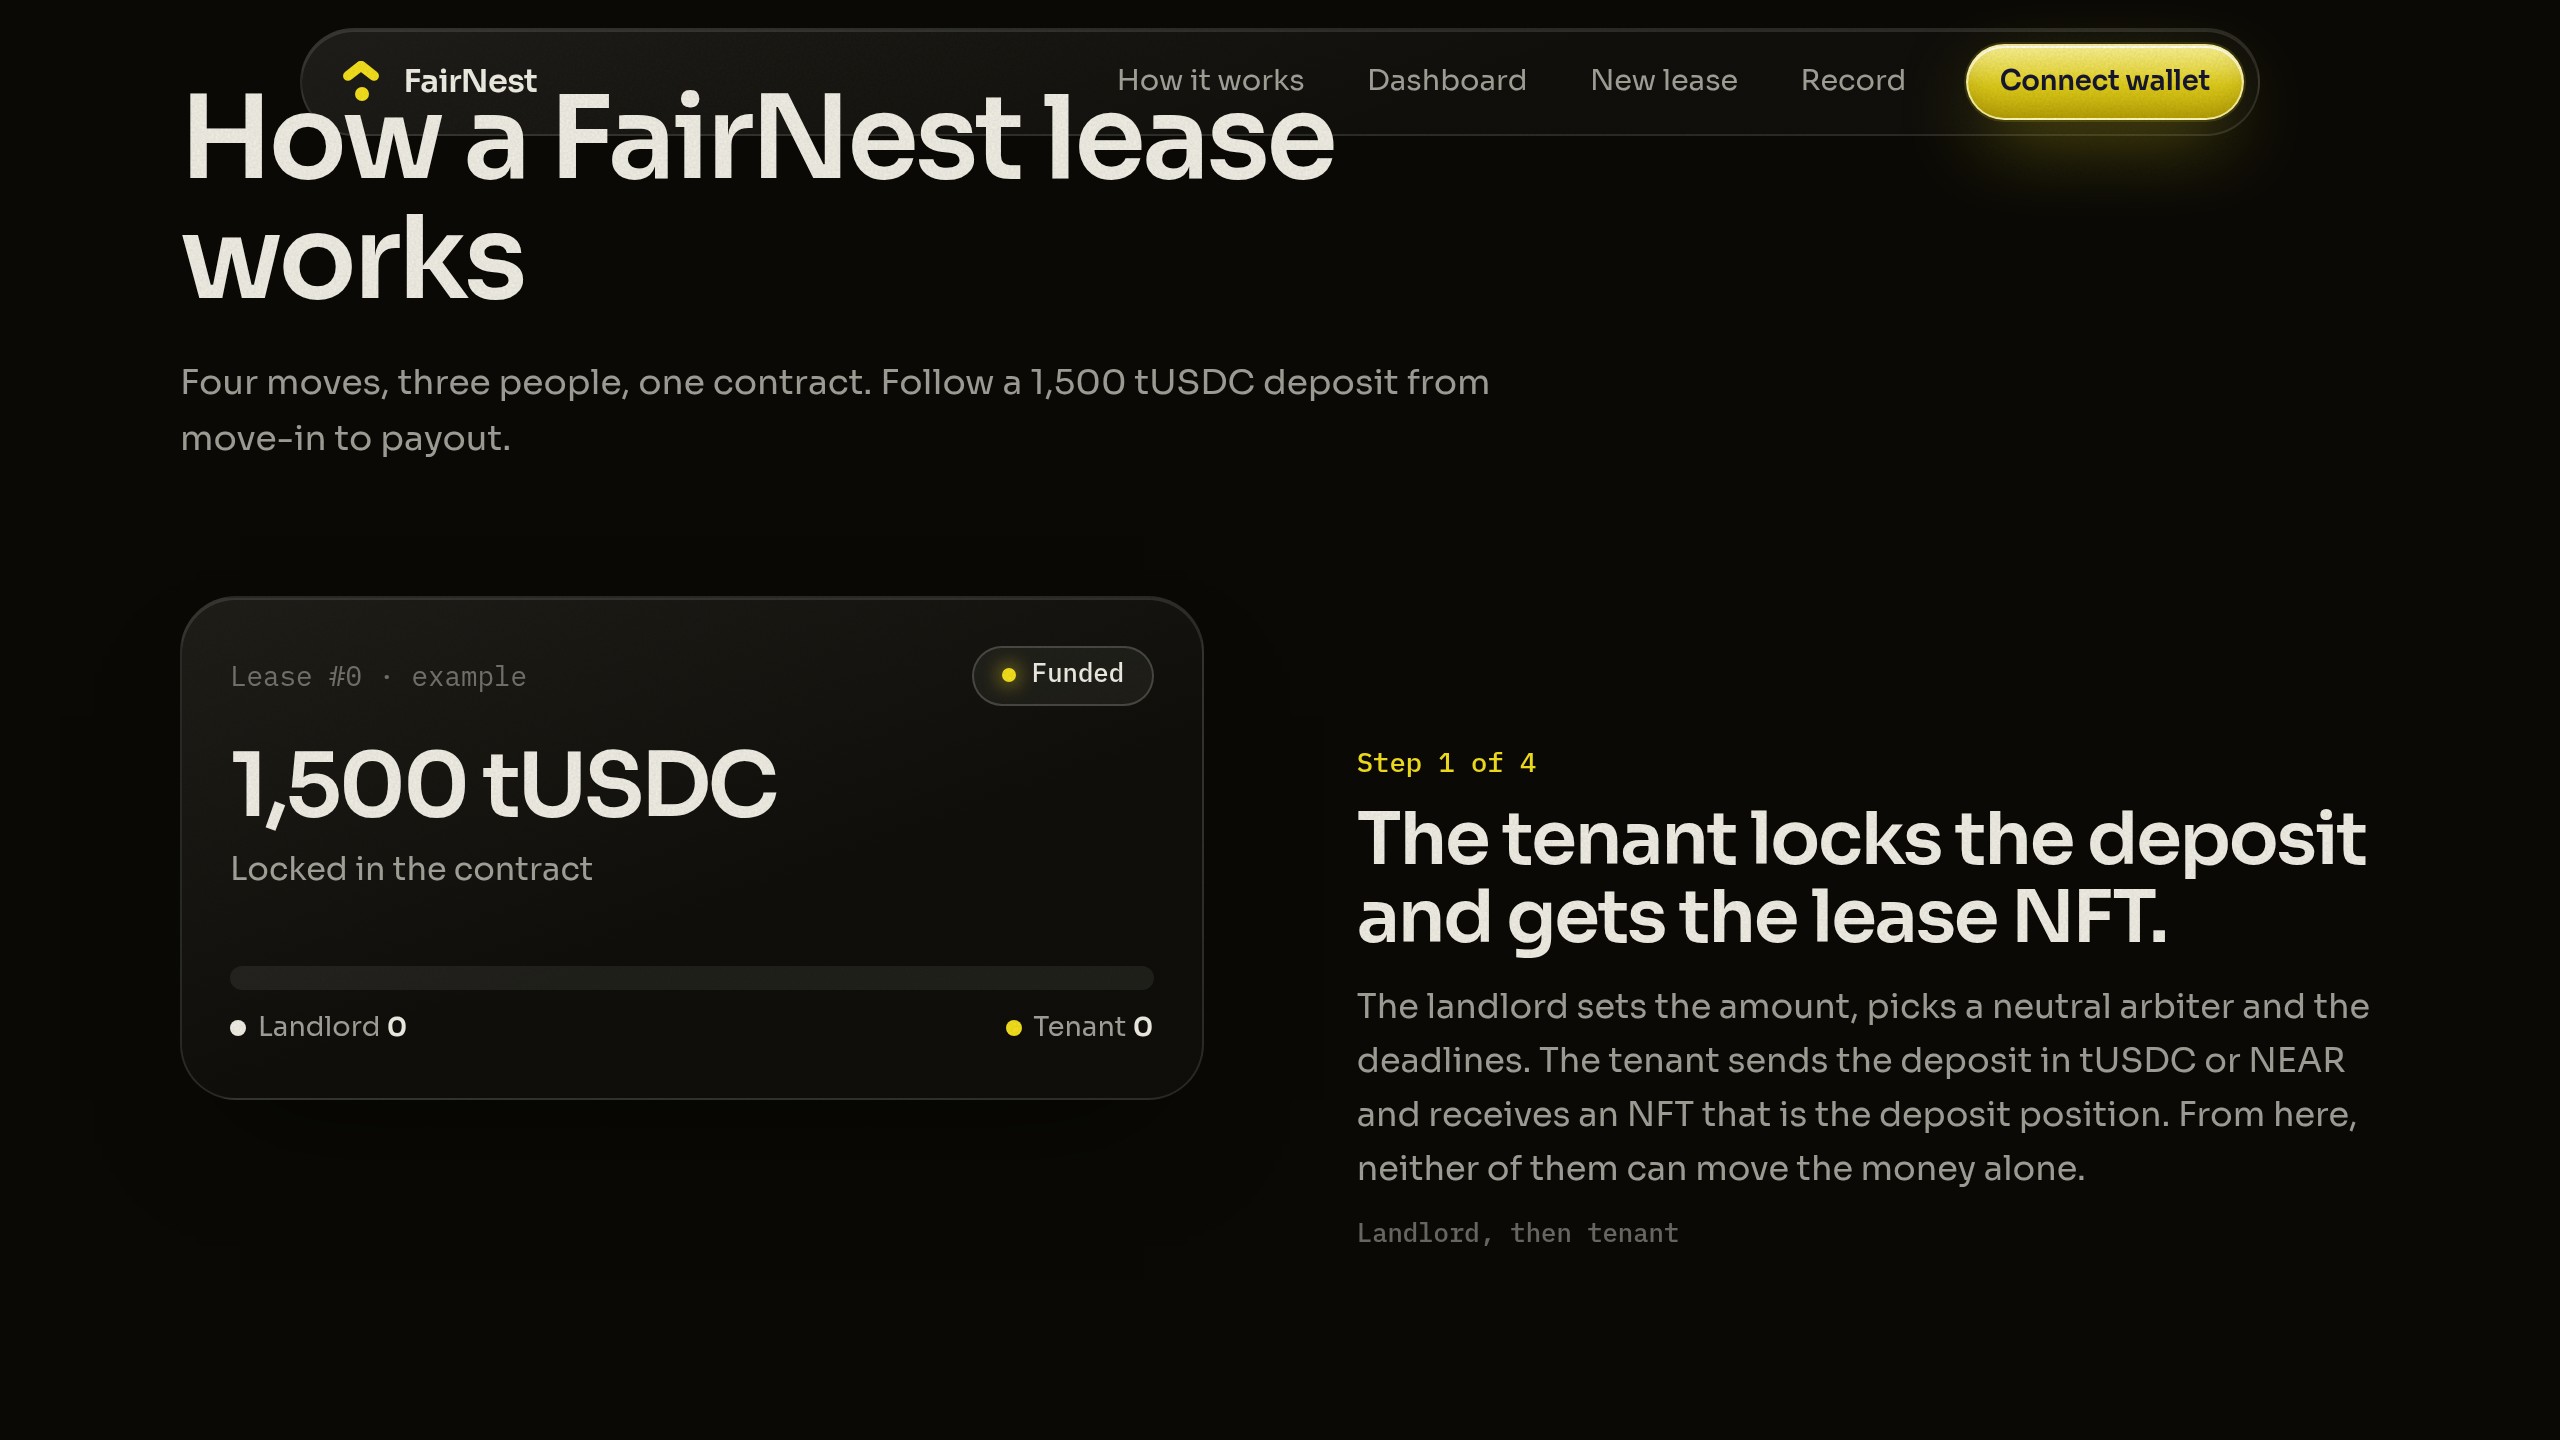 FairNest
How it works
Dashboard
New lease
Record
Connect wallet
How a FairNest lease
works
Four moves, three people, one contract. Follow a 1,500 tUSDC deposit from
move-in to payout.
Lease #0 · example
Funded
1,500 tUSDC
Locked in the contract
Landlord 0
Tenant 0
Step 1 of 4
The tenant locks the deposit
and gets the lease NFT.
The landlord sets the amount, picks a neutral arbiter and the
deadlines. The tenant sends the deposit in tUSDC or NEAR
and receives an NFT that is the deposit position. From here,
neither of them can move the money alone.
Landlord, then tenant